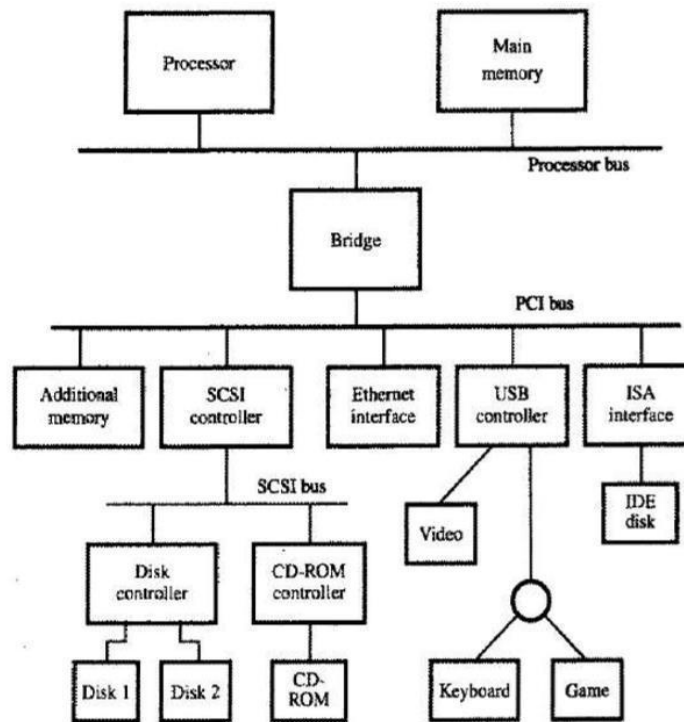 Processor
Main
memory
Processor bus
Bridge
PCI bus
Additional
memory
SCSI
controller
Ethernet
interface
USB
controller
ISA
interface
SCSI bus
Disk
controller
CD-ROM
controller
Video
IDE
disk
Disk 1
Disk 2
CD-
ROM
Keyboard
Game